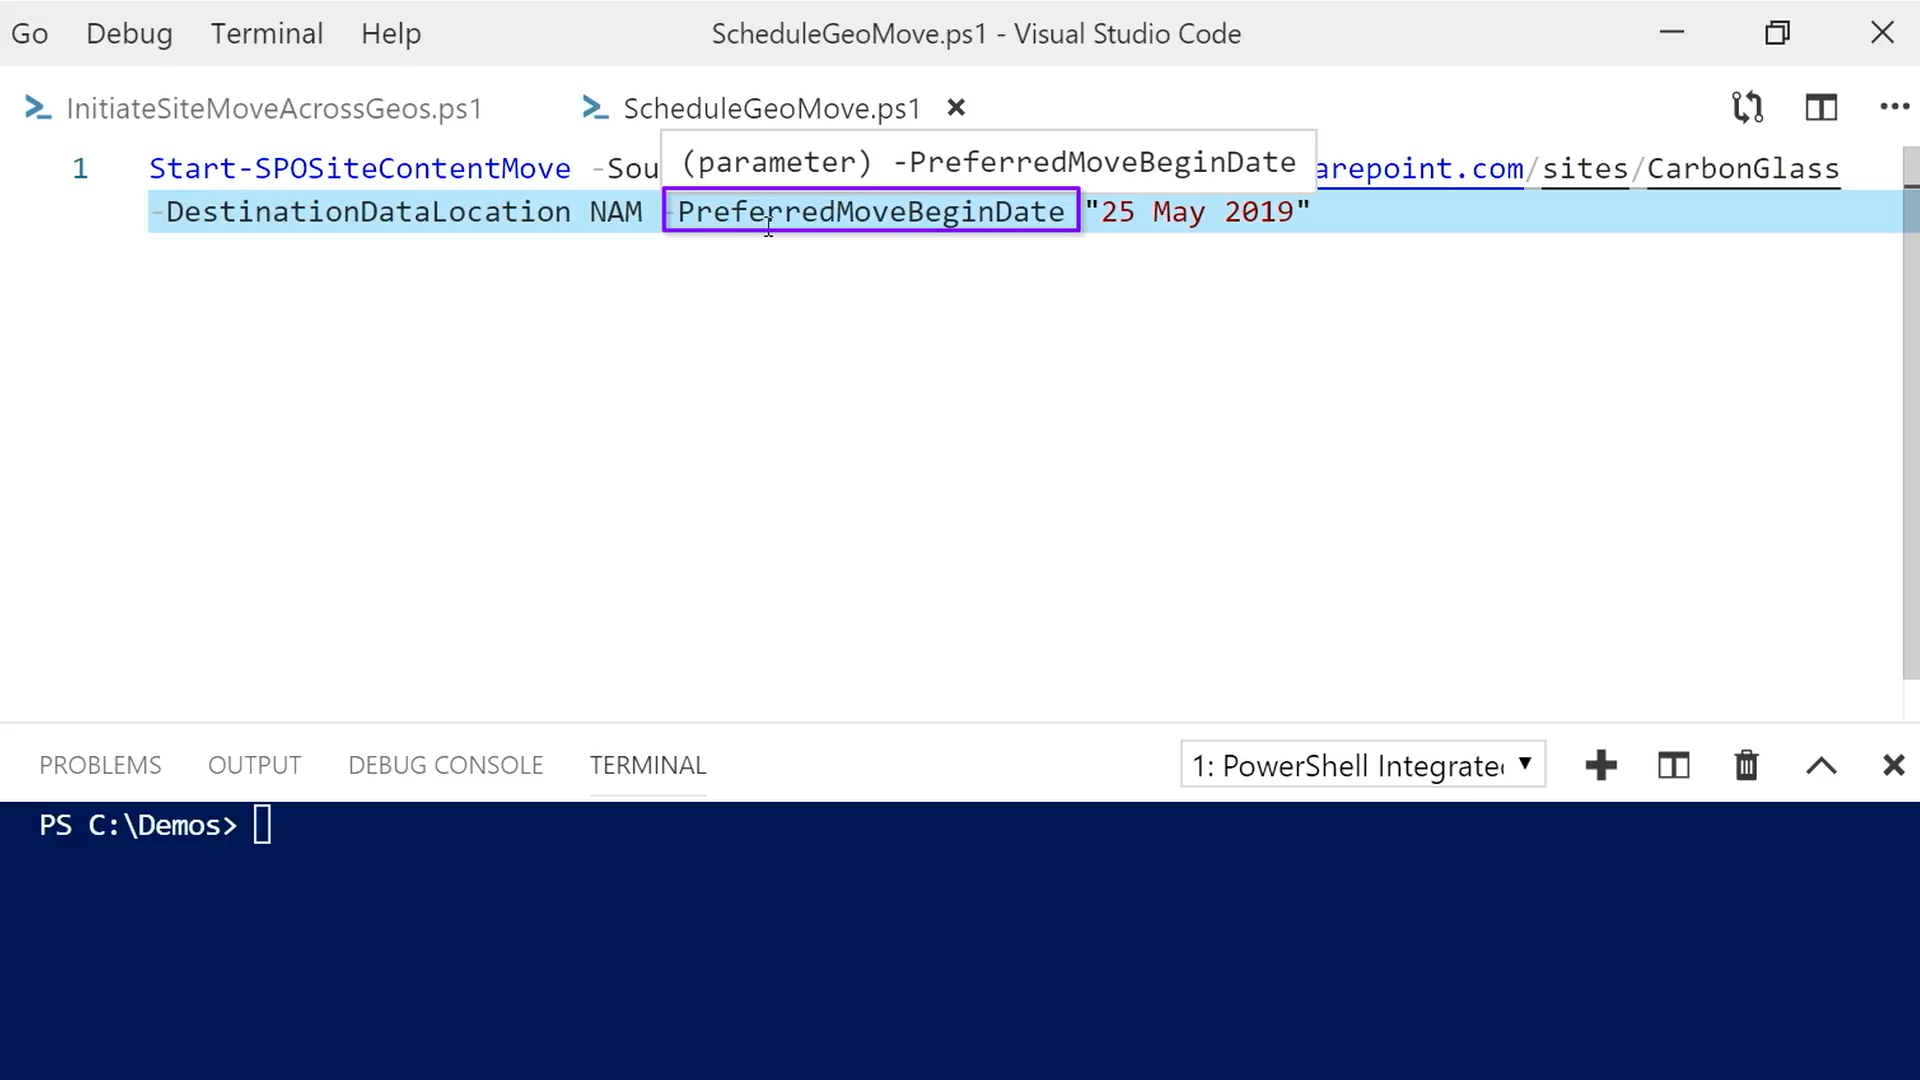 Go Debug Terminal Help ScheduleGeoMove.ps1 - Visual Studio Code
InitiateSiteMoveAcrossGeos.ps1 ScheduleGeoMove.ps1
(parameter) -PreferredMoveBeginDate
1 Start-SPOSiteContentMove -Sou arepoint.com/sites/CarbonGlass
-DestinationDataLocation NAM -PreferredMoveBeginDate "25 May 2019"
PROBLEMS OUTPUT DEBUG CONSOLE TERMINAL 1: PowerShell Integrate
PS C:\Demos>